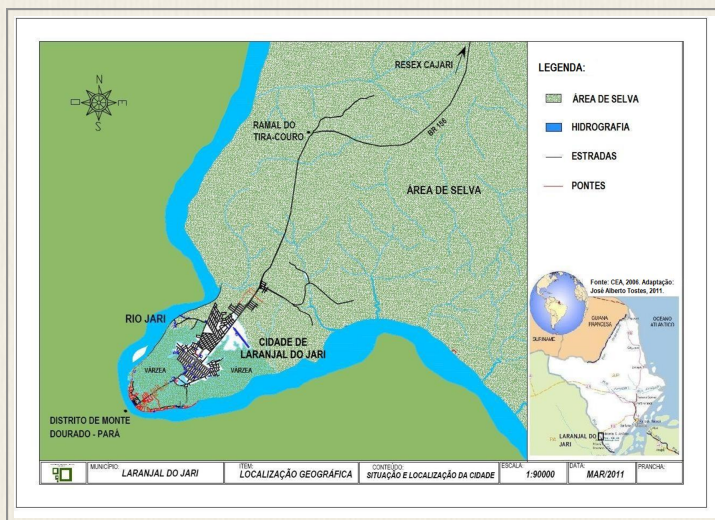 RESEX CAJARI
N
E
S
RAMAL DO
TIRA-COURO
BR 156
ÁREA DE SELVA
RIO JARI
CIDADE DE
LARANJAL DO JARI
VÁRZEA
VÁRZEA
DISTRITO DE MONTE
DOURADO - PARÁ
LEGENDA:
ÁREA DE SELVA
HIDROGRAFIA
ESTRADAS
PONTES
Fonte: CEA, 2006. Adaptação:
José Alberto Tostes, 2011.
GUIANA
FRANCESA
OCEANO
ATLÂNTICO
SURINAME
LARANJAL DO
JARI
MUNICÍPIO:
LARANJAL DO JARI
ITEM:
LOCALIZAÇÃO GEOGRÁFICA
CONTEÚDO:
SITUAÇÃO E LOCALIZAÇÃO DA CIDADE
ESCALA:
1:90000
DATA:
MAR/2011
PRANCHA: